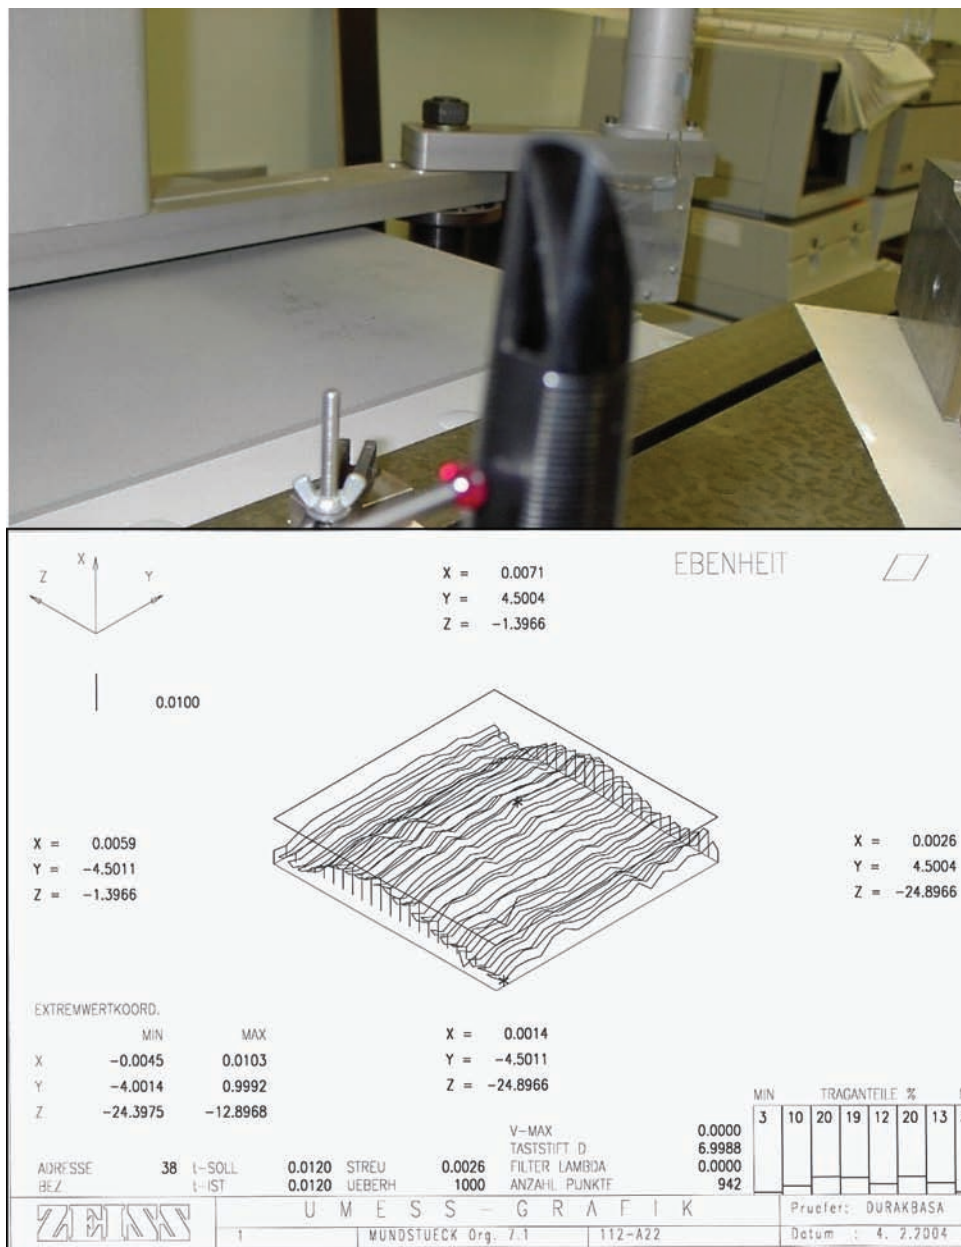 X
Z Y
EBENHEIT
X = 0.0071
Y = 4.5004
Z = -1.3966
0.0100
X = 0.0059
Y = -4.5011
Z = -1.3966
X = 0.0026
Y = 4.5004
Z = -24.8966
EXTREMWERTKOORD.
MIN MAX
X -0.0045 0.0103
Y -4.0014 0.9992
Z -24.3975 -12.8968
X = 0.0014
Y = -4.5011
Z = -24.8966
MIN TRAGANTEILE %
3 10 20 19 12 20 13
V-MAX 0.0000
TASTSTIFT D 6.9988
ADRESSE 38 t-SOLL 0.0120 STREU 0.0026 FILTER LAMBDA 0.0000
BEZ t-IST 0.0120 UEBERH 1000 ANZAHL PUNKTE 942
ZEISS
UMESS-GRAFIK
Pruefer: DURAKBASA
1 MUNDSTUECK Org. 7.1 112-A22
Datum : 4. 2.2004